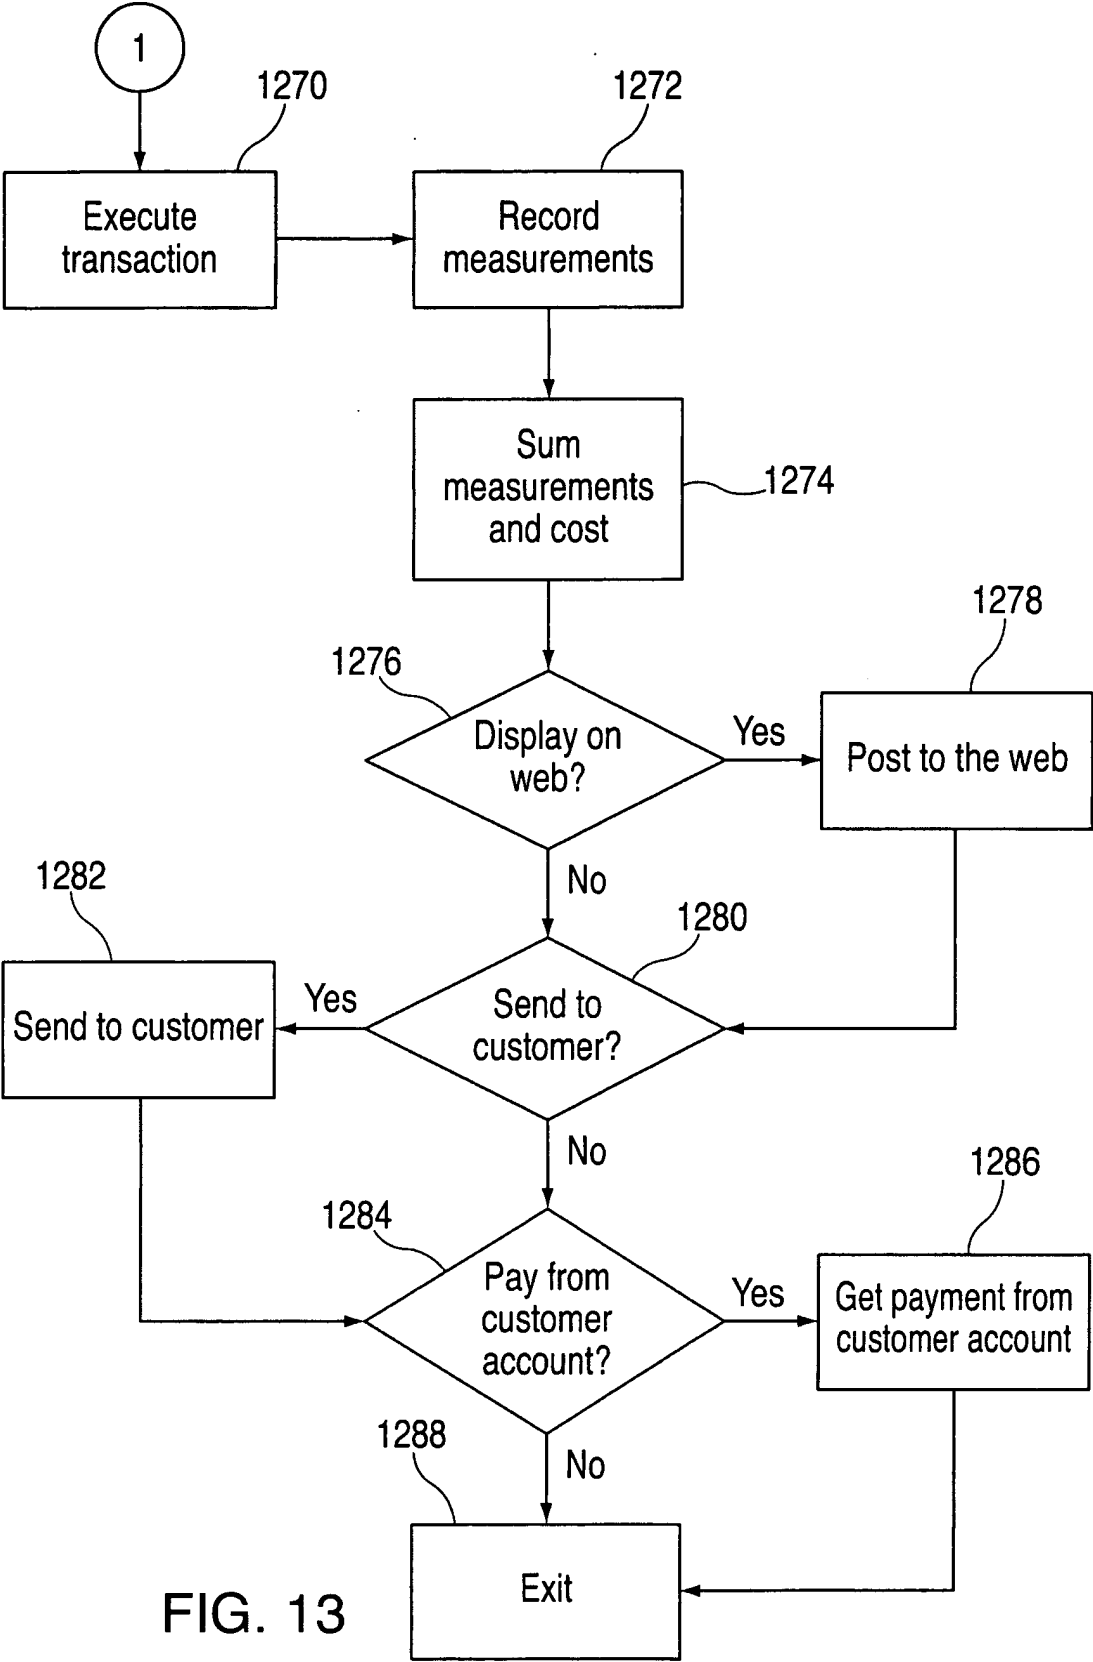 1
1270
1272
Execute
transaction
Record
measurements
Sum
measurements
and cost
1274
1276
1278
Display on
web?
Yes
Post to the web
No
1282
1280
Send to customer
Yes
Send to
customer?
No
1284
1286
Pay from
customer
account?
Yes
Get payment from
customer account
1288
No
Exit
FIG. 13